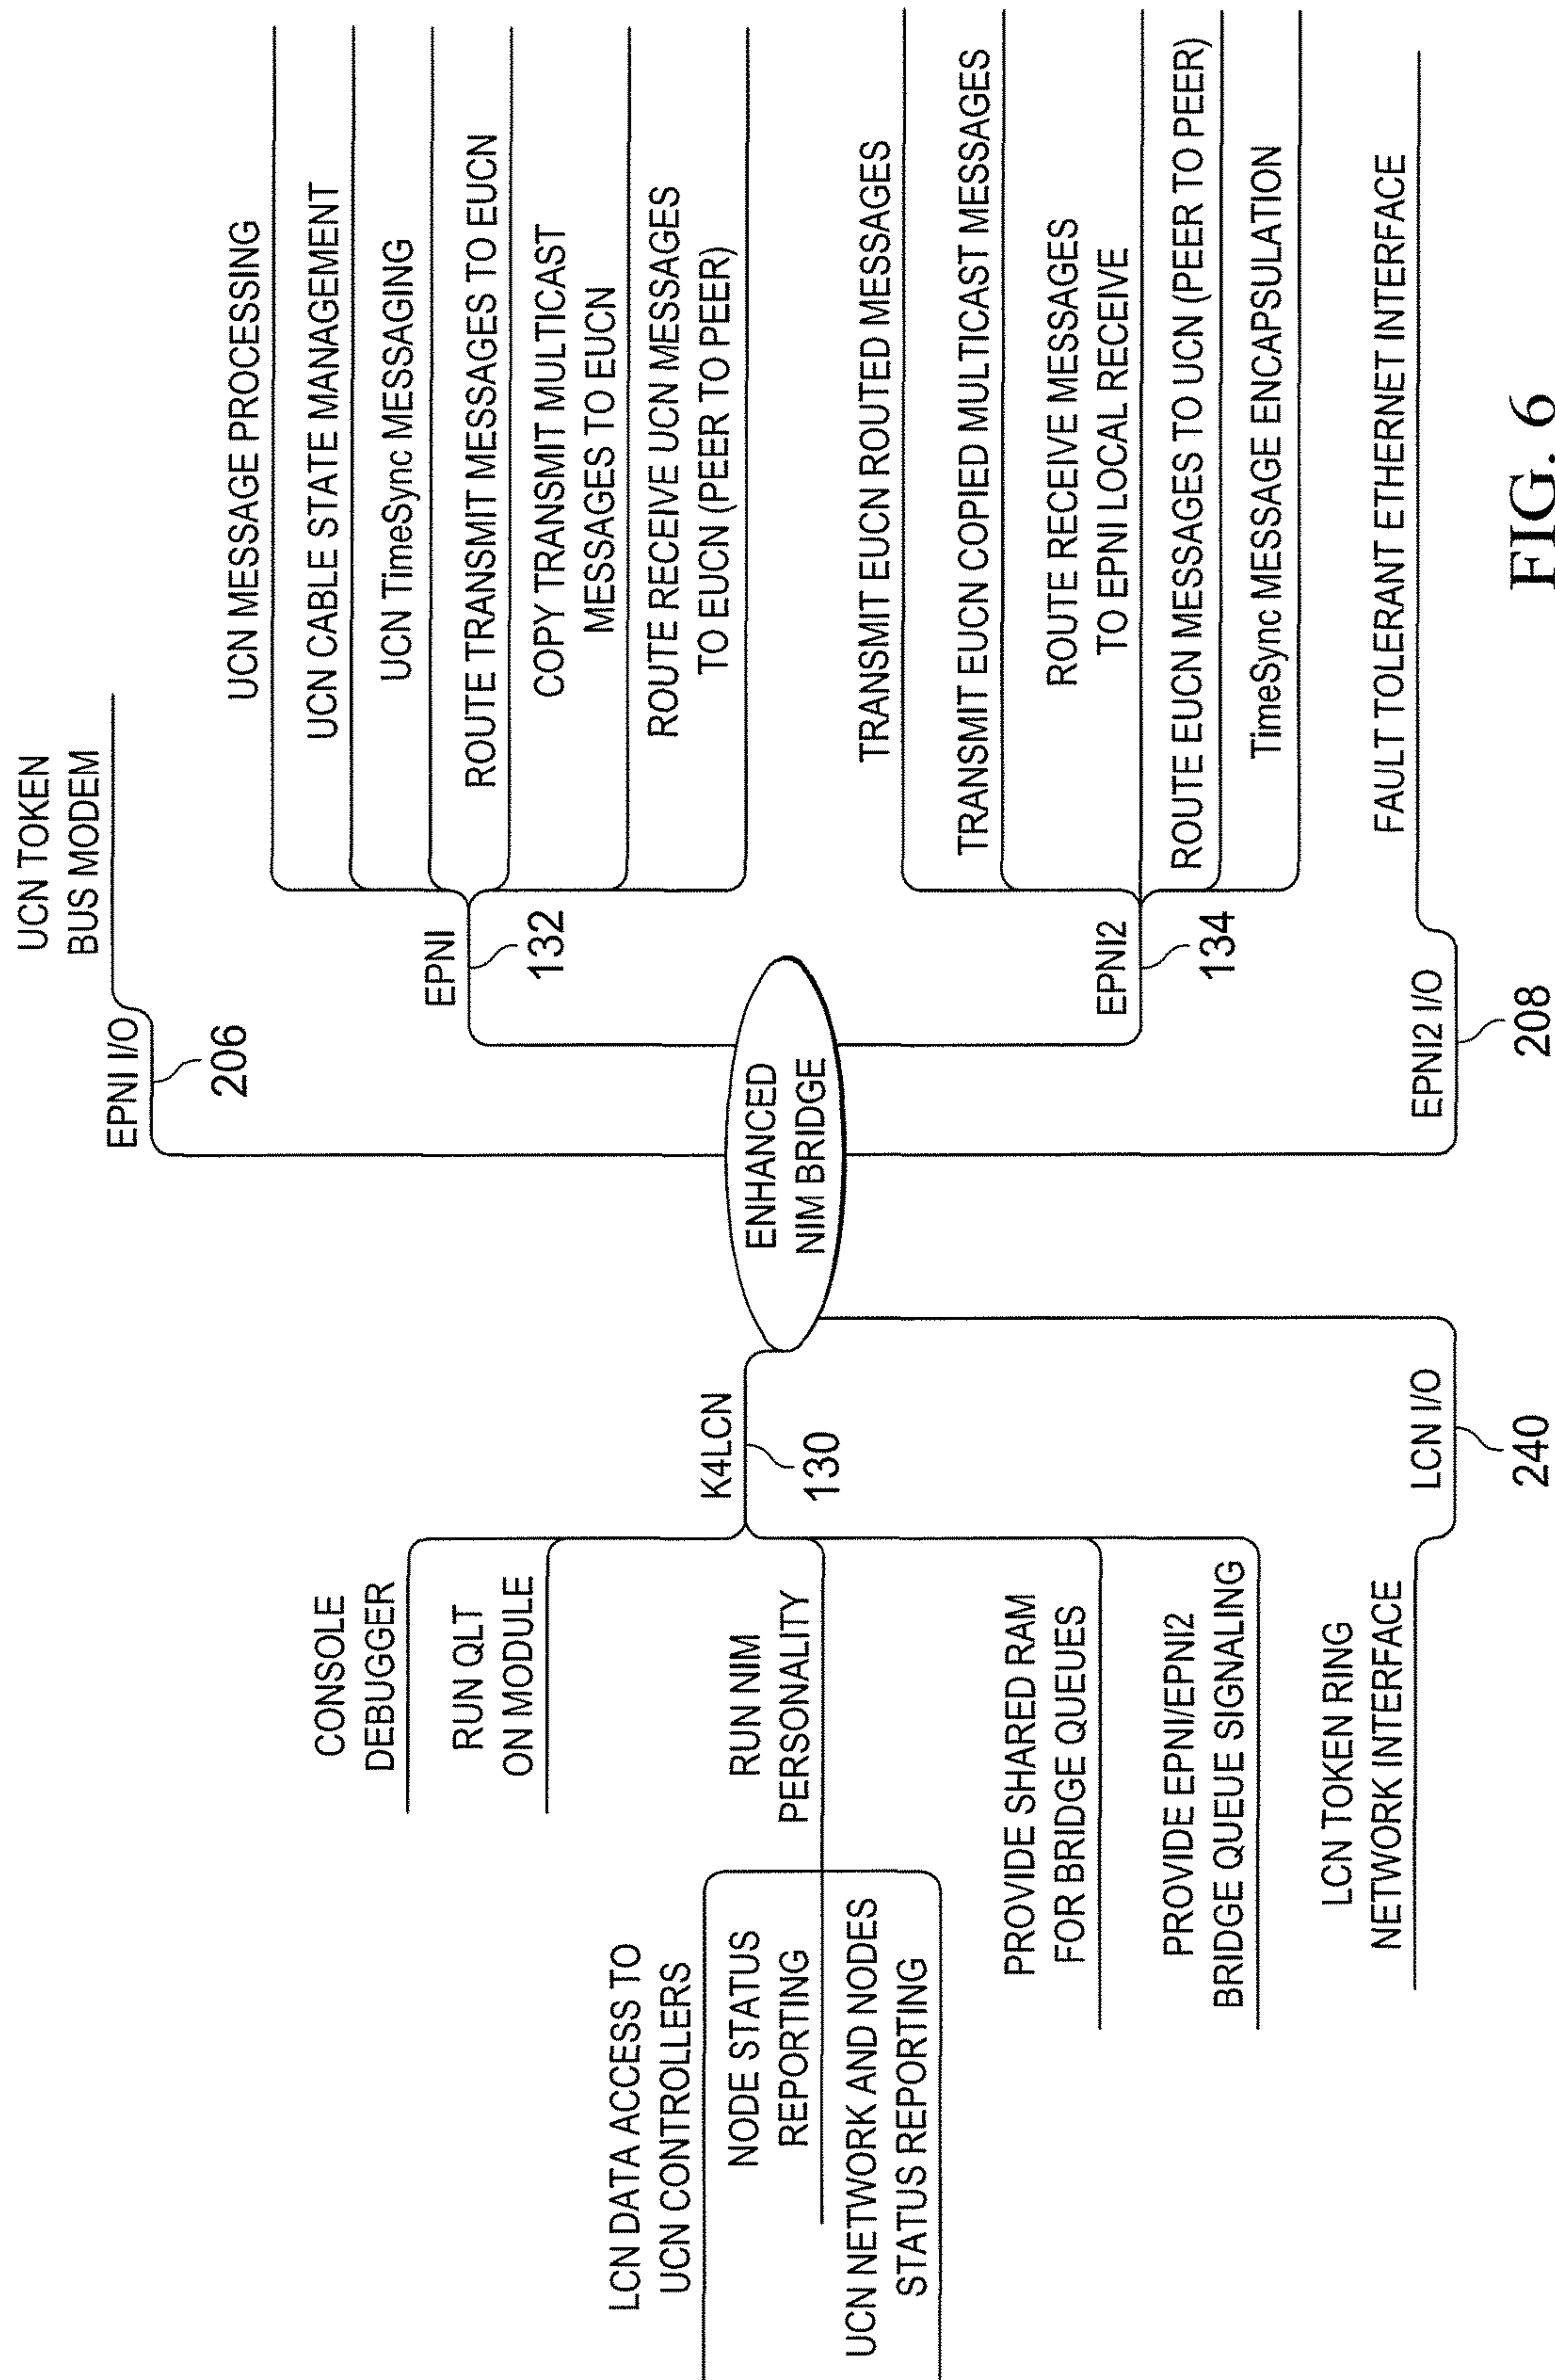 CONSOLE
DEBUGGER
RUN QLT
ON MODULE
LCN DATA ACCESS TO
UCN CONTROLLERS
NODE STATUS
REPORTING
UCN NETWORK AND NODES
STATUS REPORTING
RUN NIM
PERSONALITY
PROVIDE SHARED RAM
FOR BRIDGE QUEUES
PROVIDE EPNI/EPNI2
BRIDGE QUEUE SIGNALING
LCN TOKEN RING
NETWORK INTERFACE
K4LCN
130
LCN I/O
240
ENHANCED
NIM BRIDGE
EPNI I/O
206
UCN TOKEN
BUS MODEM
EPNI
132
UCN MESSAGE PROCESSING
UCN CABLE STATE MANAGEMENT
UCN TimeSync MESSAGING
ROUTE TRANSMIT MESSAGES TO EUCN
COPY TRANSMIT MULTICAST
MESSAGES TO EUCN
ROUTE RECEIVE UCN MESSAGES
TO EUCN (PEER TO PEER)
EPNI2
134
TRANSMIT EUCN ROUTED MESSAGES
TRANSMIT EUCN COPIED MULTICAST MESSAGES
ROUTE RECEIVE MESSAGES
TO EPNI LOCAL RECEIVE
ROUTE EUCN MESSAGES TO UCN (PEER TO PEER)
TimeSync MESSAGE ENCAPSULATION
EPNI2 I/O
208
FAULT TOLERANT ETHERNET INTERFACE
FIG. 6